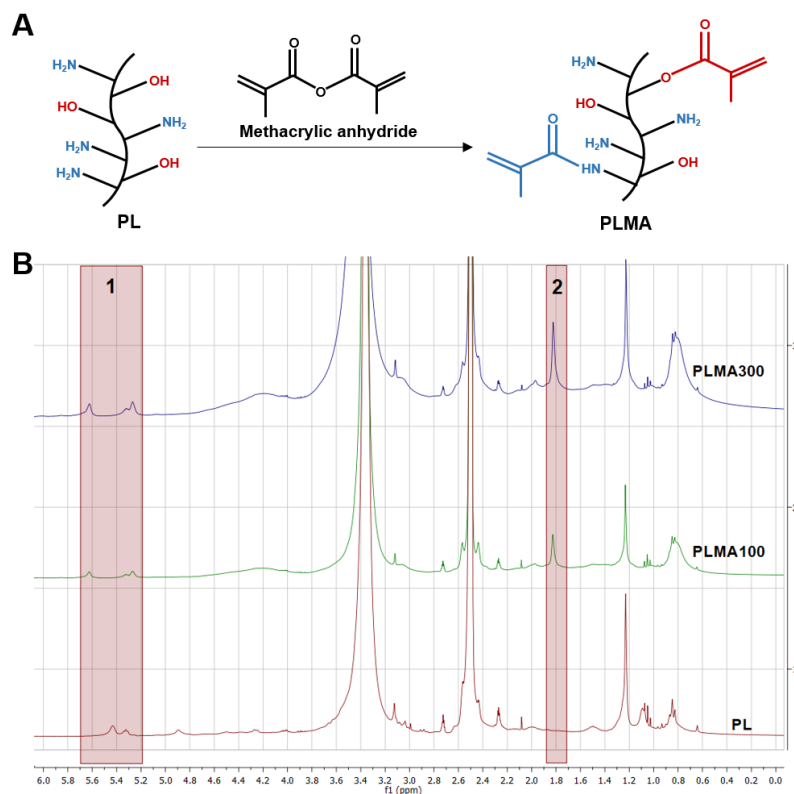 A
H₂N
OH
HO
NH₂
H₂N
OH
H₂N
PL
O
O
O
Methacrylic anhydride
O
H₂N
O
HO
NH₂
O
H₂N
OH
HN
PLMA
B
1
2
PLMA300
PLMA100
PL
6.0 5.8 5.6 5.4 5.2 5.0 4.8 4.6 4.4 4.2 4.0 3.8 3.6 3.4 3.2 3.0 2.8 2.6 2.4 2.2 2.0 1.8 1.6 1.4 1.2 1.0 0.8 0.6 0.4 0.2 0.0
f1 (ppm)